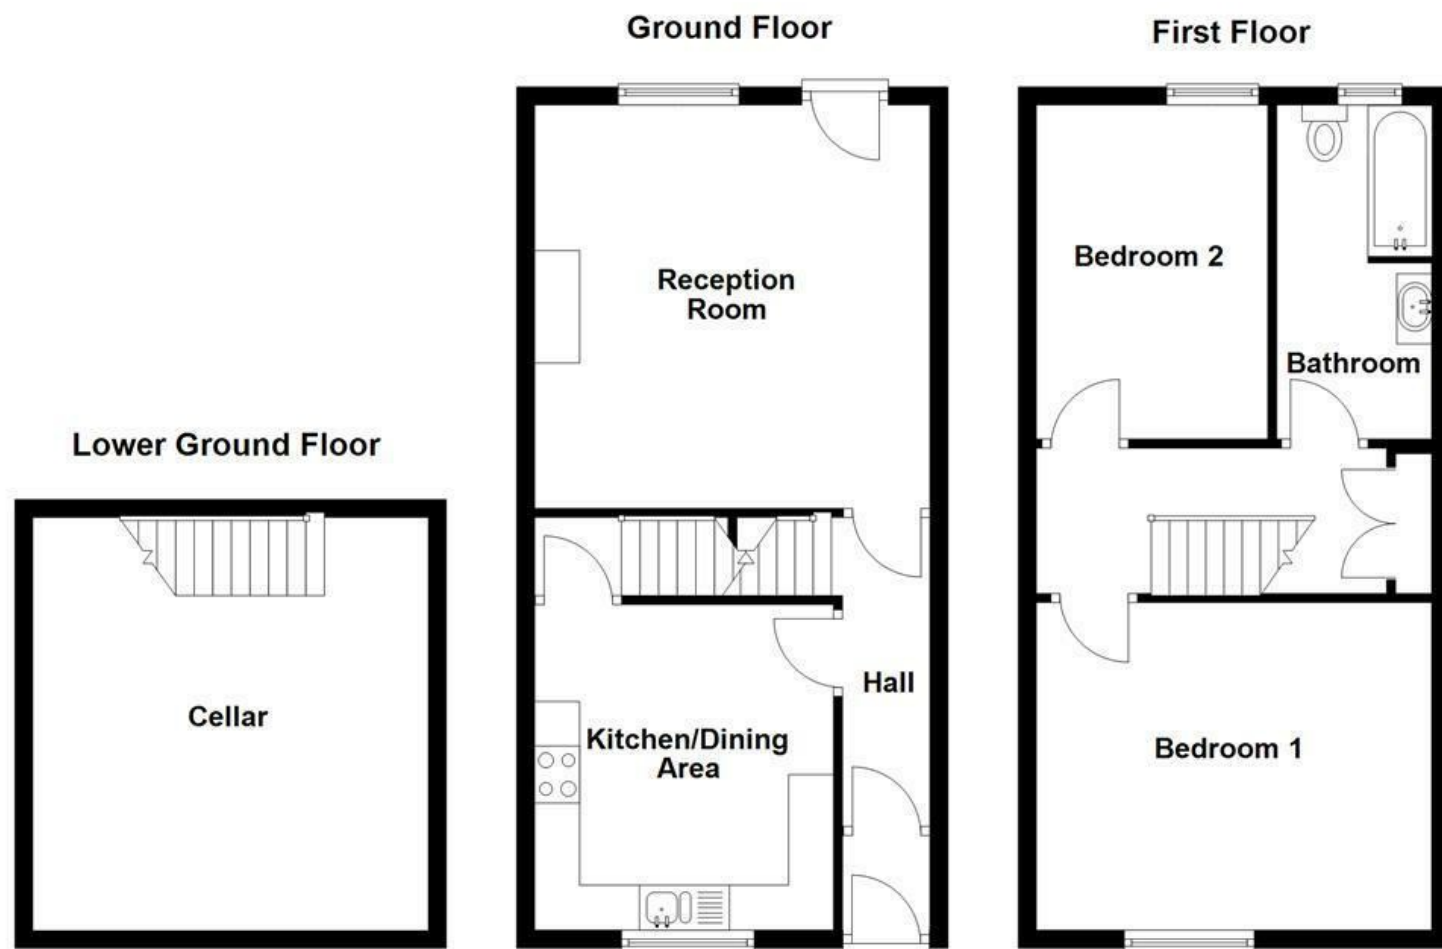 Ground Floor
First Floor
Reception
Room
Bedroom 2
Bathroom
Lower Ground Floor
Cellar
Hall
Kitchen/Dining
Area
Bedroom 1